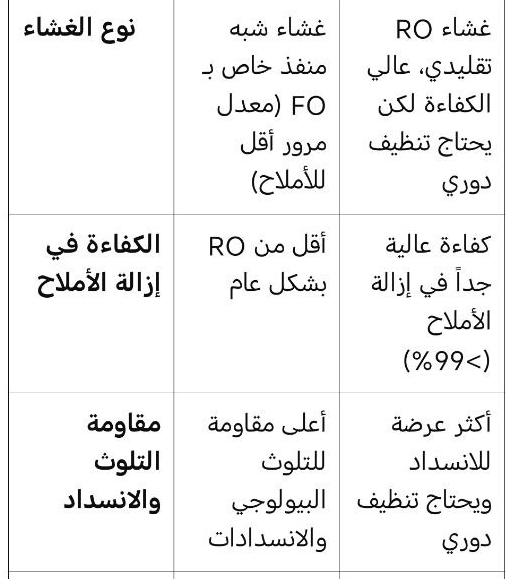 غشاء RO
تقليدي، عالي
الكفاءة لكن
يحتاج تنظيف
دوري
غشاء شبه
منفذ خاص بـ
FO (معدل
مرور أقل
للأملاح)
نوع الغشاء
كفاءة عالية
جداً في إزالة
الأملاح
(>99%)
أقل من RO
بشكل عام
الكفاءة في
إزالة الأملاح
أكثر عرضة
للانسداد
ويحتاج تنظيف
دوري
أعلى مقاومة
للتلوث
البيولوجي
والانسدادات
مقاومة
التلوث
والانسداد